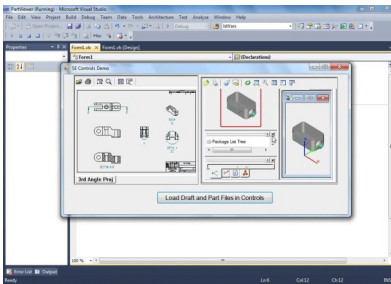 PartViewer (Running) - Microsoft Visual Studio
File Edit View Project Build Debug Team Data Tools Architecture Test Analyze Window Help
Debug
Properties
Form1.vb Form1.vb [Design]
Form1
(Declarations)
SE Controls Demo
3rd Angle Proj
Package List Tree
Load Draft and Part Files in Controls
100 %
Error List Output
Ready
Ln 6 Col 12 Ch 12 INS